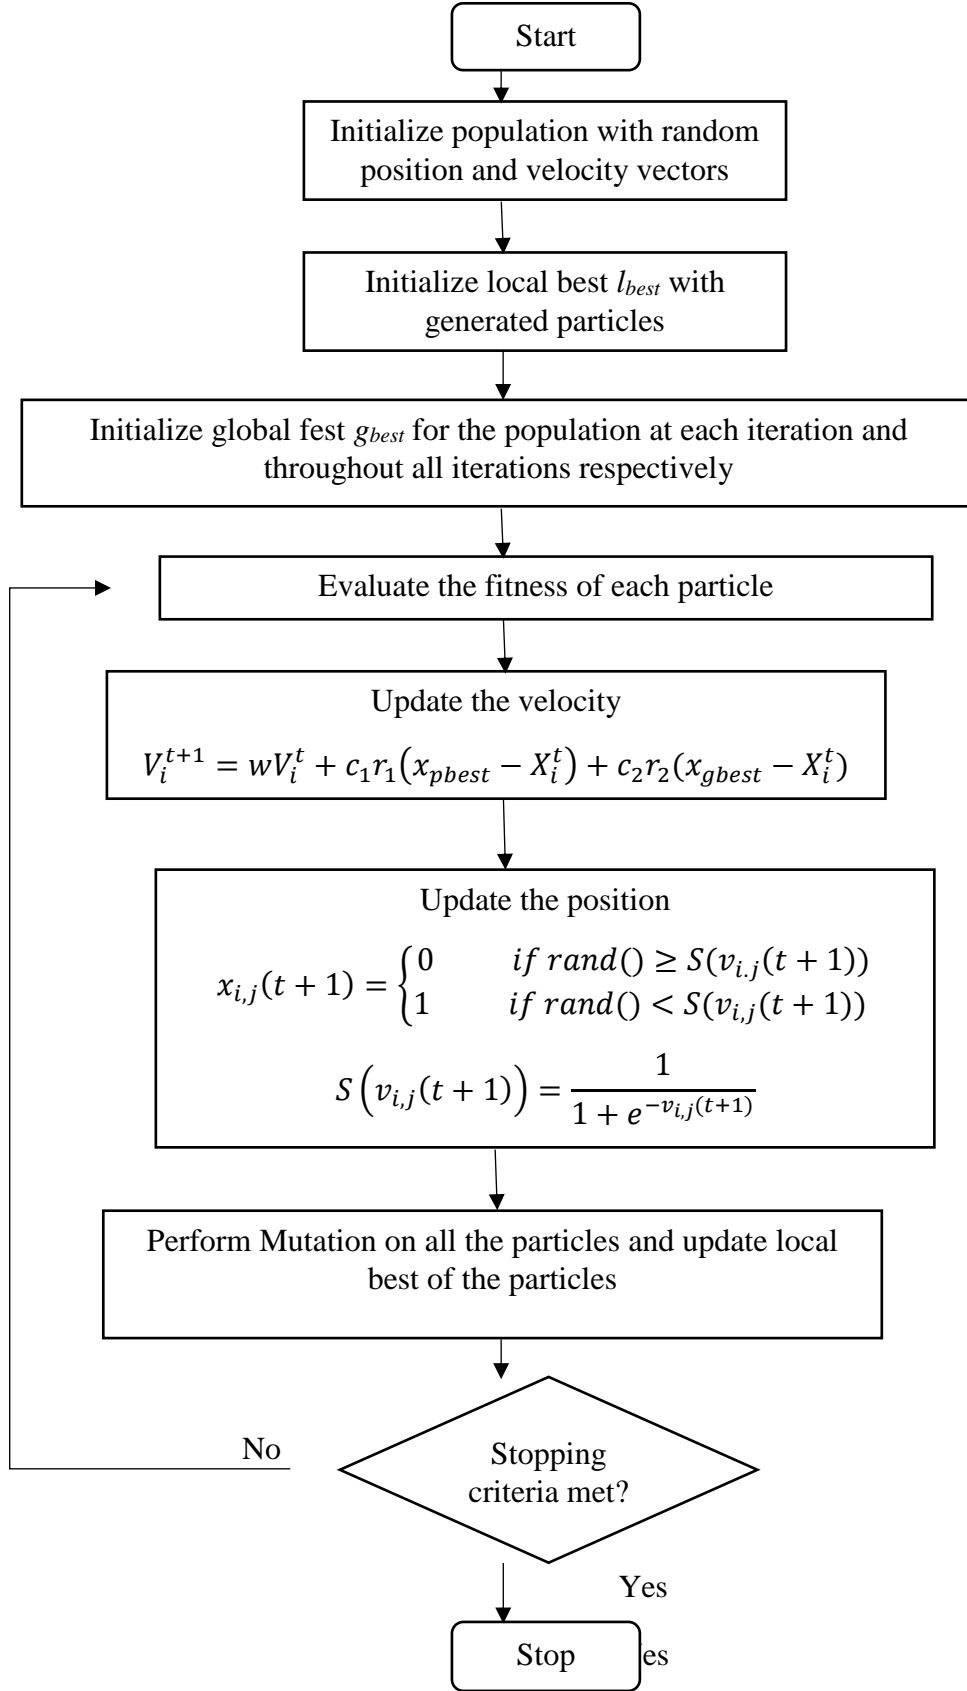 Start
Initialize population with random
position and velocity vectors
Initialize local best l_best with
generated particles
Initialize global fest g_best for the population at each iteration and
throughout all iterations respectively
Evaluate the fitness of each particle
Update the velocity
V_i^{t+1} = wV_i^t + c_1r_1(x_{pbest} − X_i^t) + c_2r_2(x_{gbest} − X_i^t)
Update the position
x_{i,j}(t + 1) = {0 if rand() ≥ S(v_{i.j}(t + 1))
{1 if rand() < S(v_{i,j}(t + 1))
S(v_{i,j}(t + 1)) = 1 / (1 + e^{−v_{i,j}(t+1)})
Perform Mutation on all the particles and update local
best of the particles
No
Stopping
criteria met?
Yes
Stop
es